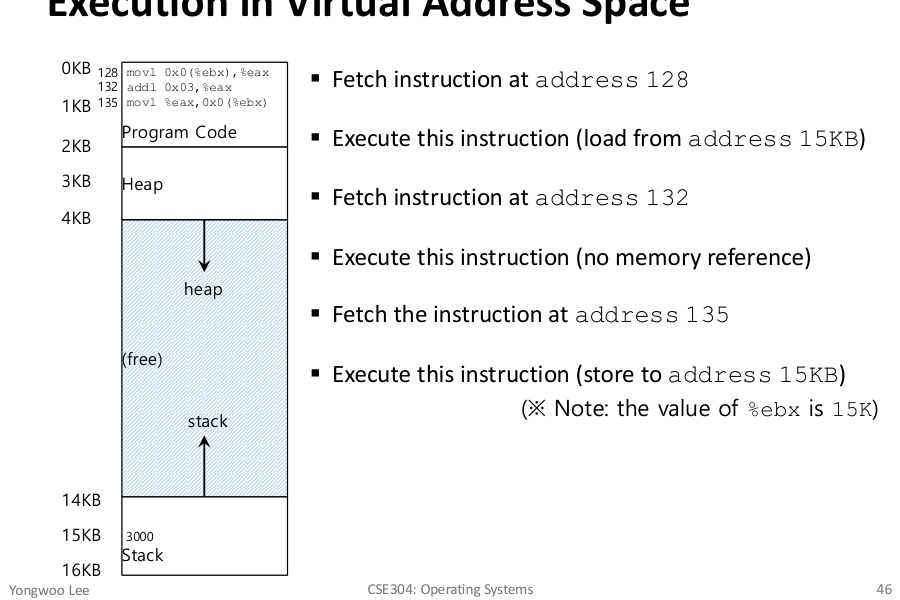 Execution in Virtual Address Space
0KB
128 movl 0x0(%ebx),%eax
132 addl 0x03,%eax
1KB 135 movl %eax,0x0(%ebx)
Program Code
2KB
3KB Heap
4KB
heap
(free)
stack
14KB
15KB 3000
Stack
16KB
▪ Fetch instruction at address 128
▪ Execute this instruction (load from address 15KB)
▪ Fetch instruction at address 132
▪ Execute this instruction (no memory reference)
▪ Fetch the instruction at address 135
▪ Execute this instruction (store to address 15KB)
(※ Note: the value of %ebx is 15K)
Yongwoo Lee
CSE304: Operating Systems
46